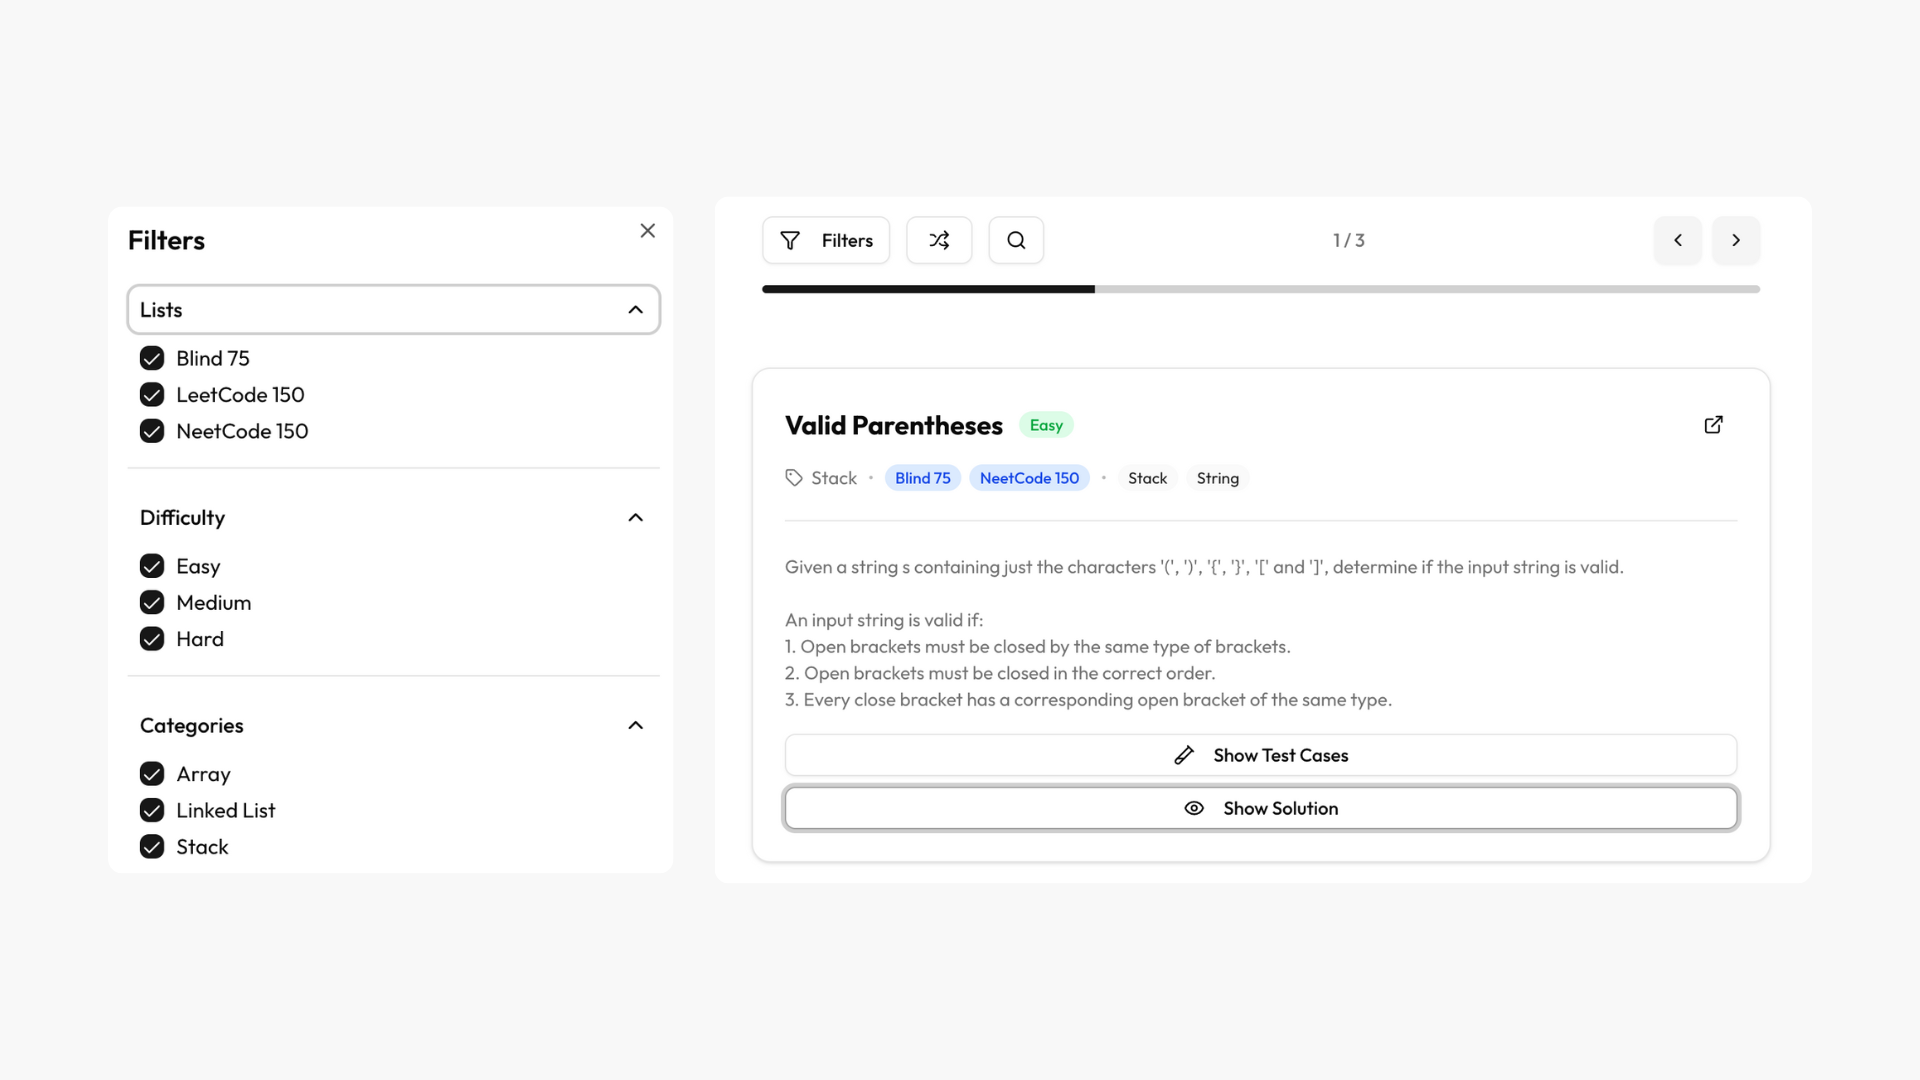 Filters
Lists
Blind 75
LeetCode 150
NeetCode 150
Difficulty
Easy
Medium
Hard
Categories
Array
Linked List
Stack
Filters
1 / 3
Valid Parentheses Easy
Stack • Blind 75 NeetCode 150 • Stack String
Given a string s containing just the characters '(', ')', '{', '}', '[' and ']', determine if the input string is valid.
An input string is valid if:
1. Open brackets must be closed by the same type of brackets.
2. Open brackets must be closed in the correct order.
3. Every close bracket has a corresponding open bracket of the same type.
Show Test Cases
Show Solution